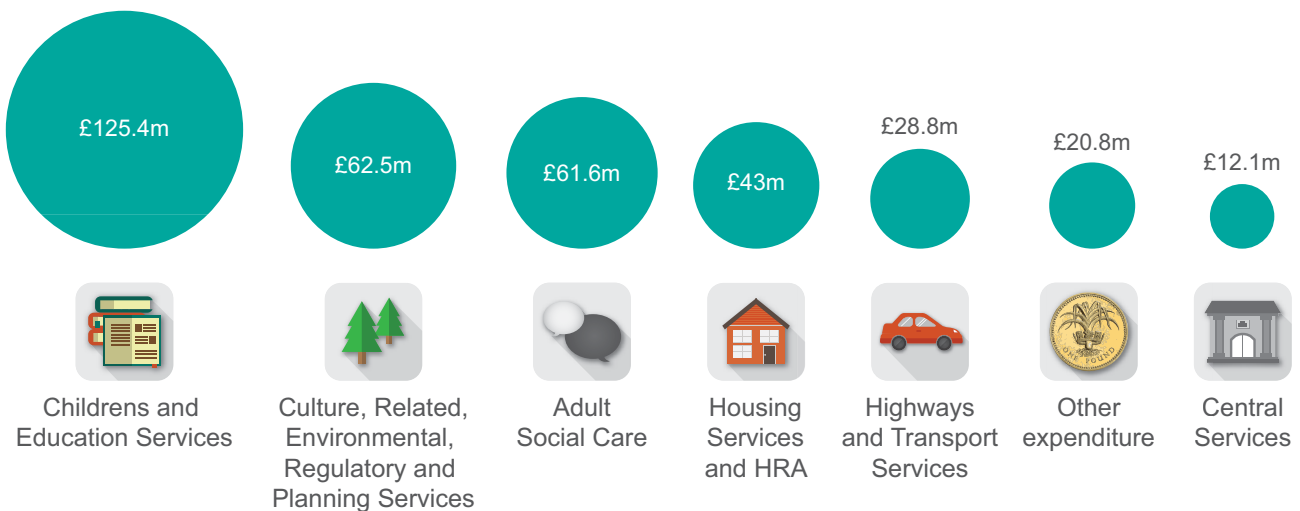 £125.4m
£62.5m
£61.6m
£43m
£28.8m
£20.8m
£12.1m
ONE POUND
Childrens and
Education Services
Culture, Related,
Environmental,
Regulatory and
Planning Services
Adult
Social Care
Housing
Services
and HRA
Highways
and Transport
Services
Other
expenditure
Central
Services